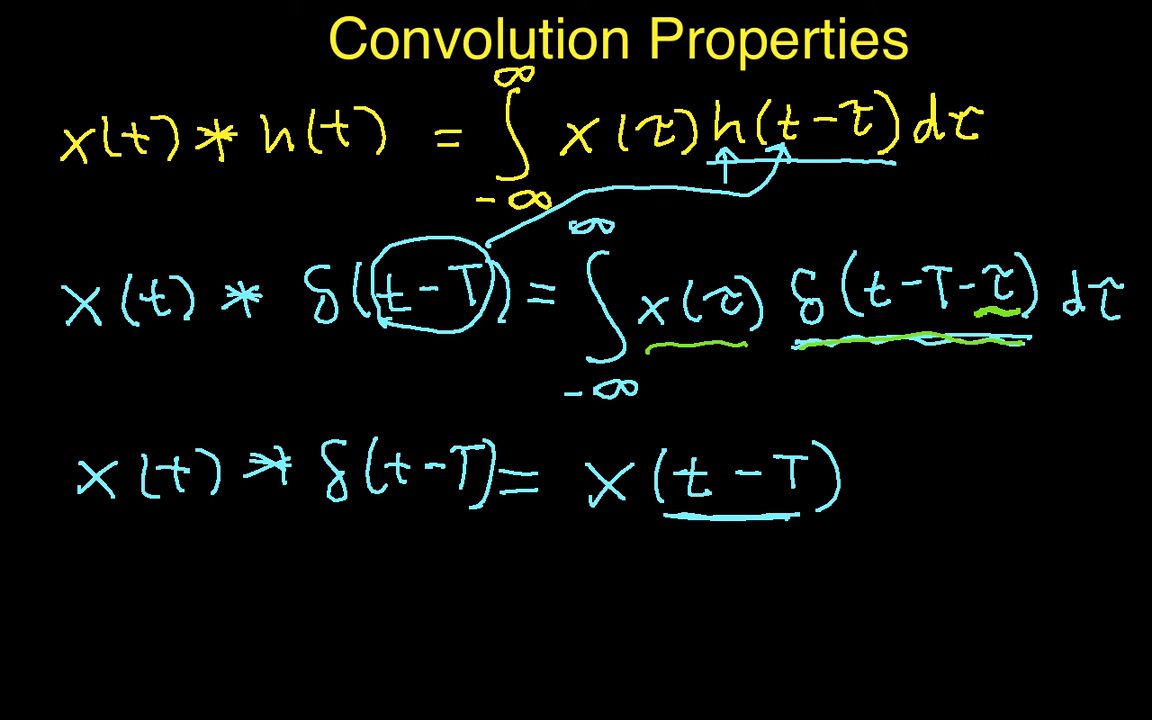 Convolution Properties
x(t) * h(t) = ∫_{-∞}^{∞} x(τ) h(t-τ) dτ
x(t) * δ(t-T) = ∫_{-∞}^{∞} x(τ) δ(t-T-τ) dτ
x(t) * δ(t-T) = x(t-T)